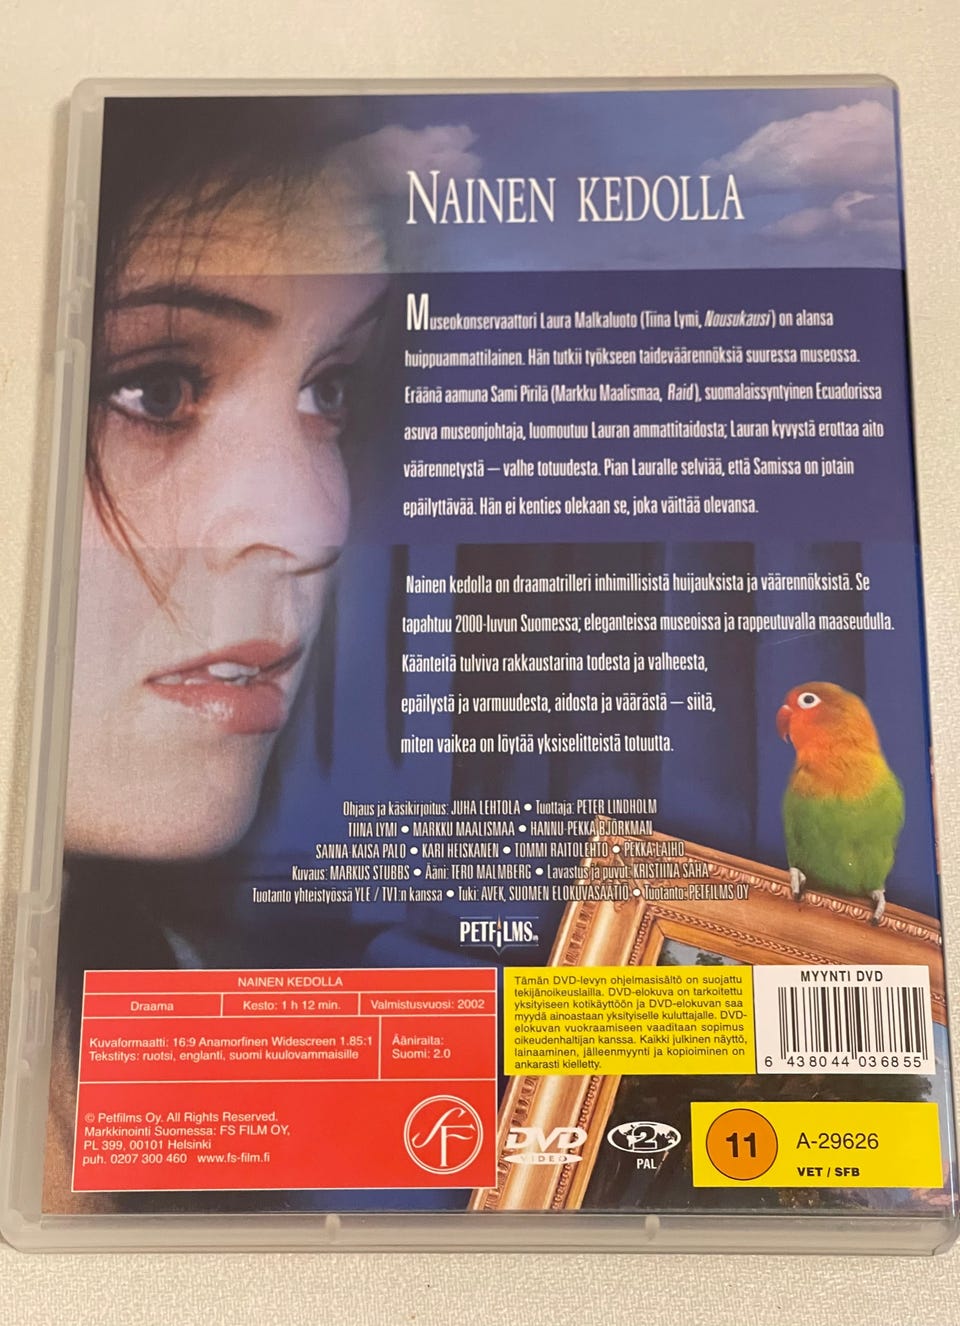 NAINEN KEDOLLA
Museokonservaattori Laura Malkaluoto (Tiina Lymi, Nousukausi) on alansa
huippuammattilainen. Hän tutkii työkseen taideväärennöksiä suuressa museossa.
Eräänä aamuna Sami Pirilä (Markku Maalismaa, Raid), suomalaissyntyinen Ecuadorissa
asuva museonjohtaja, luomoutuu Lauran ammattitaidosta; Lauran kyvystä erottaa aito
väärennetystä – valhe totuudesta. Pian Lauralle selviää, että Samissa on jotain
epäilyttävää. Hän ei kenties olekaan se, joka väittää olevansa.
Nainen kedolla on draamatrilleri inhimillisistä huijauksista ja väärennöksistä. Se
tapahtuu 2000-luvun Suomessa; eleganteissa museoissa ja rappeutuvalla maaseudulla.
Käänteitä tulviva rakkaustarina todesta ja valheesta,
epäilystä ja varmuudesta, aidosta ja väärästä – siitä,
miten vaikea on löytää yksiselitteistä totuutta.
Ohjaus ja käsikirjoitus: JUHA LEHTOLA • Tuottaja: PETER LINDHOLM
TIINA LYMI • MARKKU MAALISMAA • HANNU-PEKKA BJÖRKMAN
SANNA-KAISA PALO • KARI HEISKANEN • TOMMI RAITOLEHTO • PEKKA LAIHO
Kuvaus: MARKUS STUBBS • Ääni: TERO MALMBERG • Lavastus ja puvut: KRISTIINA SAHA
Tuotanto yhteistyössä YLE / TV1:n kanssa • Tuki: AVEK, SUOMEN ELOKUVASÄÄTIÖ • Tuotanto: PETFILMS OY
PETFILMS
NAINEN KEDOLLA
Draama Kesto: 1 h 12 min. Valmistusvuosi: 2002
Kuvaformaatti: 16:9 Anamorfinen Widescreen 1.85:1
Tekstitys: ruotsi, englanti, suomi kuulovammaisille
Ääniraita:
Suomi: 2.0
© Petfilms Oy. All Rights Reserved.
Markkinointi Suomessa: FS FILM OY,
PL 399, 00101 Helsinki
puh. 0207 300 460 www.fs-film.fi
SF
Tämän DVD-levyn ohjelmasisältö on suojattu
tekijänoikeuslailla. DVD-elokuva on tarkoitettu
yksityiseen kotikäyttöön ja DVD-elokuvan saa
myydä ainoastaan yksityiselle kuluttajalle. DVD-
elokuvan vuokraamiseen vaaditaan sopimus
oikeudenhaltijan kanssa. Kaikki julkinen näyttö,
lainaaminen, jälleenmyynti ja kopioiminen on
ankarasti kielletty.
MYYNTI DVD
6 438044 036855
DVD
VIDEO
2
PAL
11
A-29626
VET / SFB